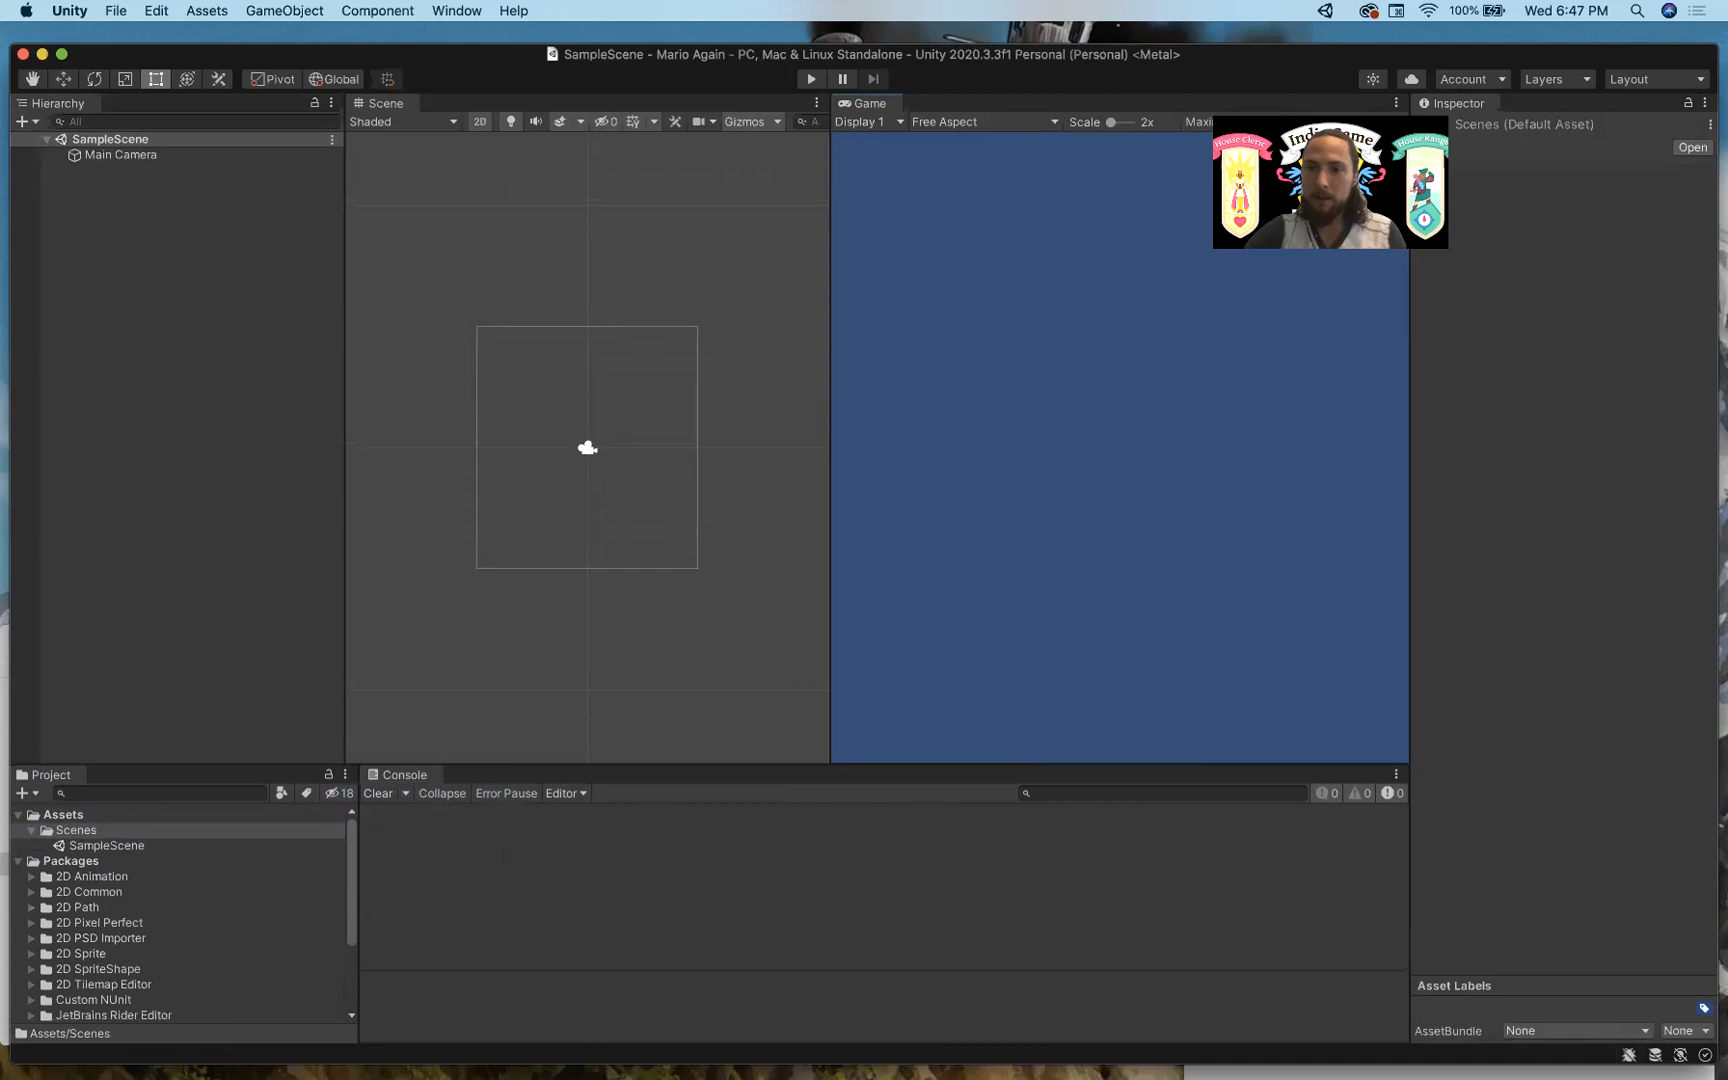 Unity File Edit Assets GameObject Component Window Help 100% Wed 6:47 PM
SampleScene - Mario Again - PC, Mac & Linux Standalone - Unity 2020.3.3f1 Personal (Personal) <Metal>
Pivot Global Account Layers Layout
Hierarchy Scene Game Inspector
All Shaded 2D 0 Gizmos A Display 1 Free Aspect Scale 2x Maxi Scenes (Default Asset)
SampleScene
Open
Main Camera
House Cleric
House Rang
Project Console
18 Clear Collapse Error Pause Editor 0 0 0
Assets
Scenes
SampleScene
Packages
2D Animation
2D Common
2D Path
2D Pixel Perfect
2D PSD Importer
2D Sprite
2D SpriteShape
2D Tilemap Editor
Custom NUnit
JetBrains Rider Editor
Assets/Scenes
Asset Labels
AssetBundle None None